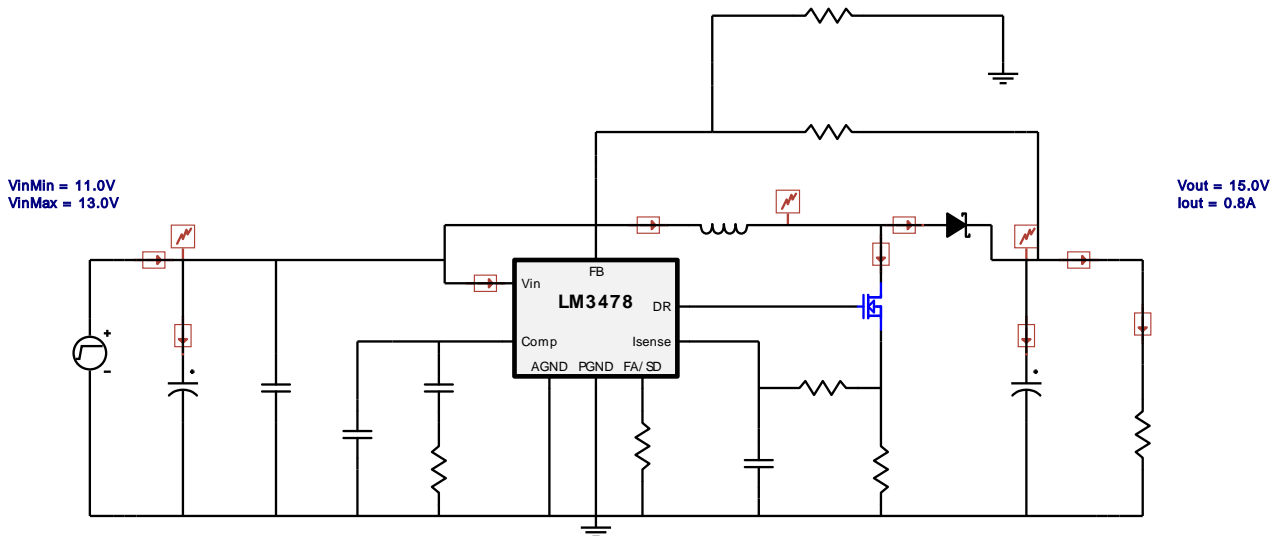 VinMin = 11.0V
VinMax = 13.0V
Vout = 15.0V
Iout = 0.8A
FB
Vin
LM3478
DR
Comp
Isense
AGND PGND FA/SD
+
-